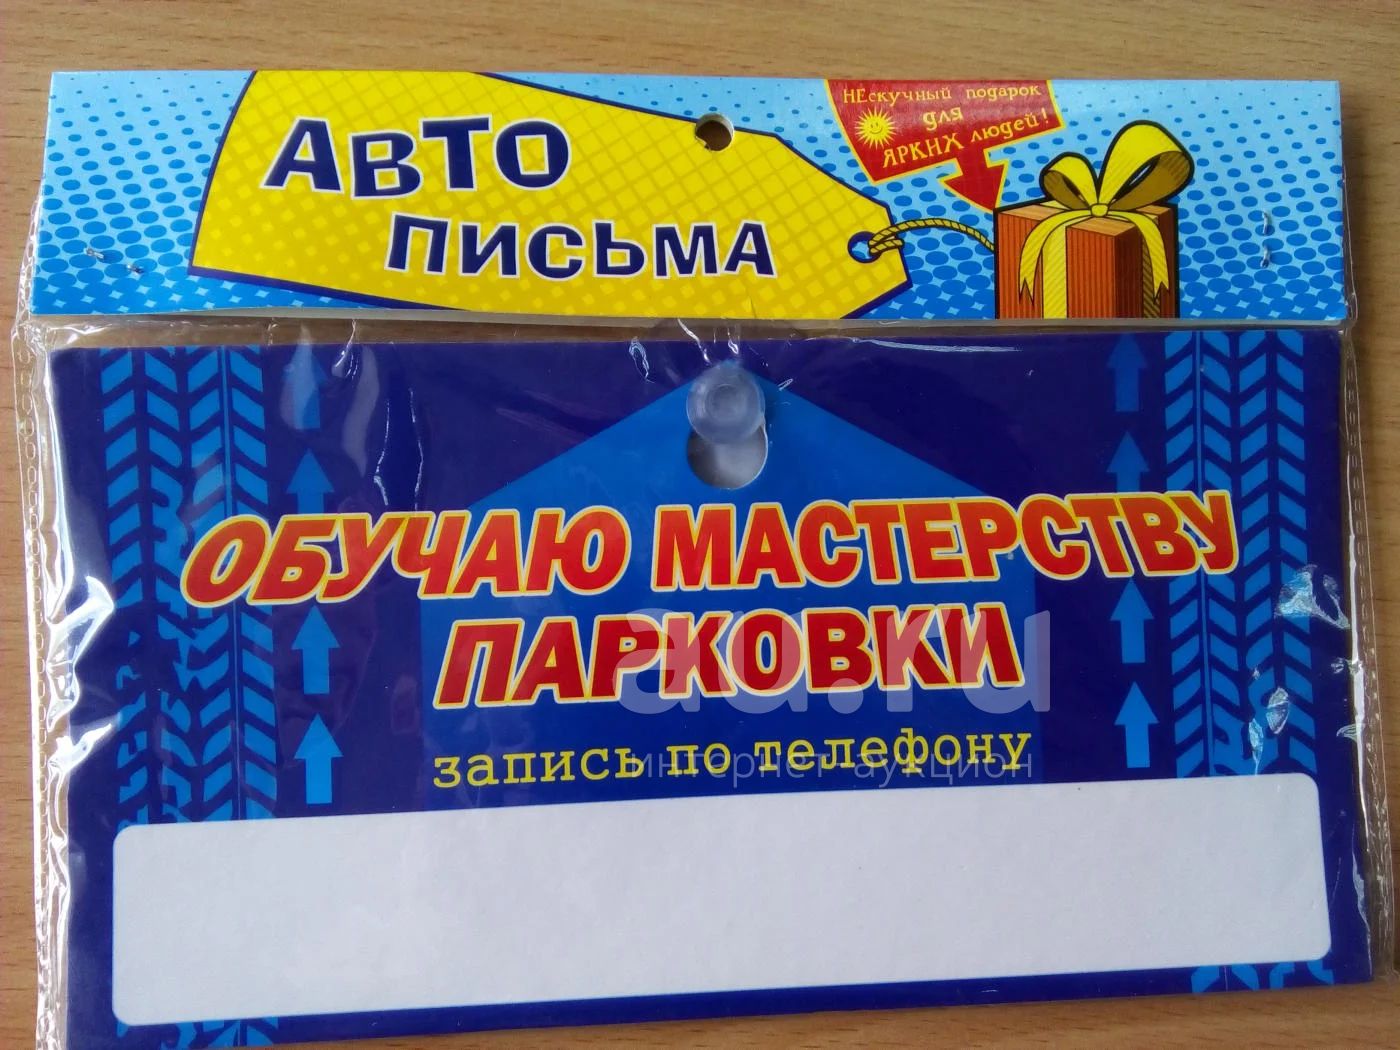 АВТО
ПИСЬМА
НЕскучный подарок
для
ЯРКИХ людей!
ОБУЧАЮ МАСТЕРСТВУ
ПАРКОВКИ
запись по телефону
au.ru
интернет-аукцион